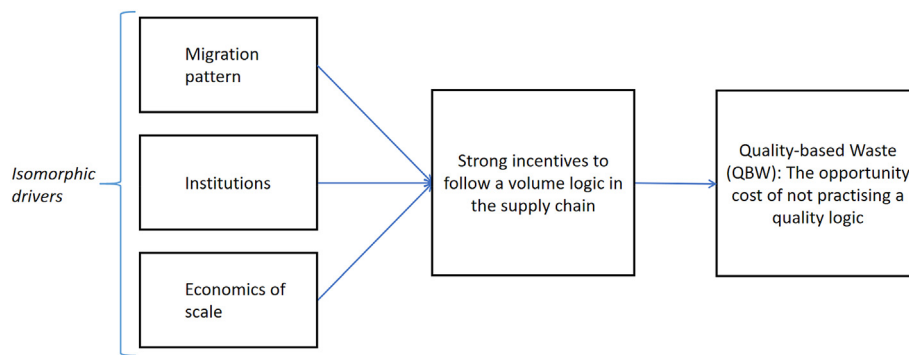 Isomorphic
drivers
Migration
pattern
Institutions
Economics of
scale
Strong incentives to
follow a volume logic in
the supply chain
Quality-based Waste
(QBW): The opportunity
cost of not practising a
quality logic